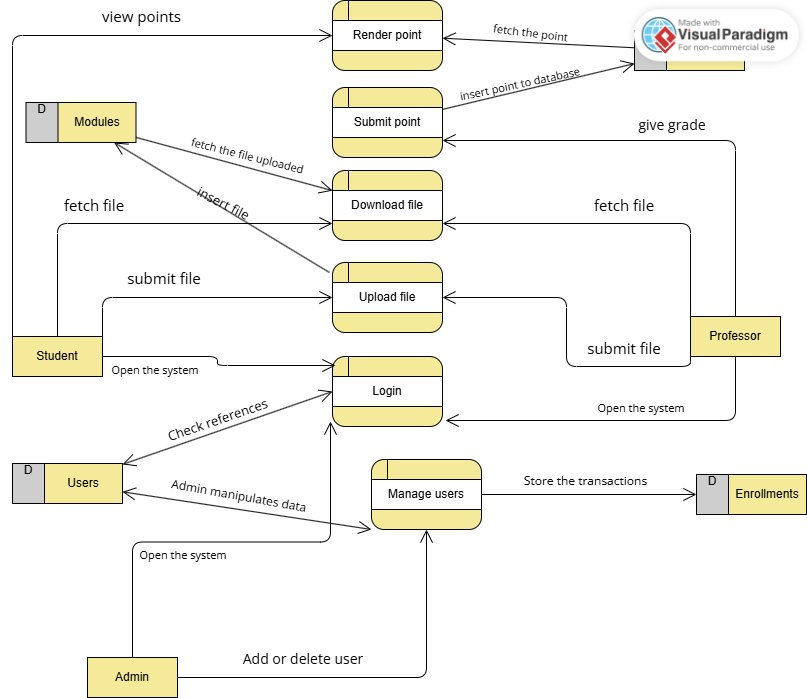 view points
Render point
fetch the point
Made with
VisualParadigm
For non-commercial use
insert point to database
D
Modules
Submit point
give grade
fetch the file uploaded
insert file
Download file
fetch file
fetch file
submit file
Upload file
Student
Professor
submit file
Open the system
Login
Open the system
Check references
D
Users
Admin manipulates data
Manage users
Store the transactions
D
Enrollments
Open the system
Admin
Add or delete user